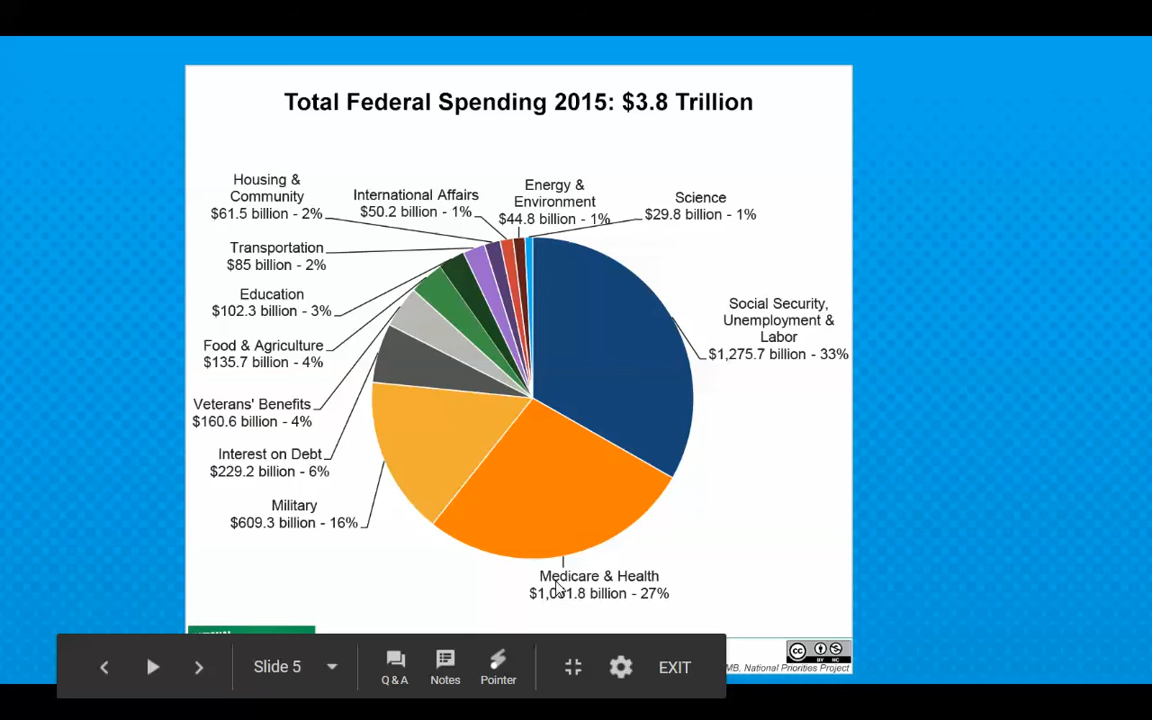 Total Federal Spending 2015: $3.8 Trillion
Housing &
Community
$61.5 billion - 2%
International Affairs
$50.2 billion - 1%
Energy &
Environment
$44.8 billion - 1%
Science
$29.8 billion - 1%
Transportation
$85 billion - 2%
Education
$102.3 billion - 3%
Social Security,
Unemployment &
Labor
$1,275.7 billion - 33%
Food & Agriculture
$135.7 billion - 4%
Veterans' Benefits
$160.6 billion - 4%
Interest on Debt
$229.2 billion - 6%
Military
$609.3 billion - 16%
Medicare & Health
billion - 27%
Slide 5
Q & A
Notes
Pointer
EXIT
cc
BY NC
National Priorities Project